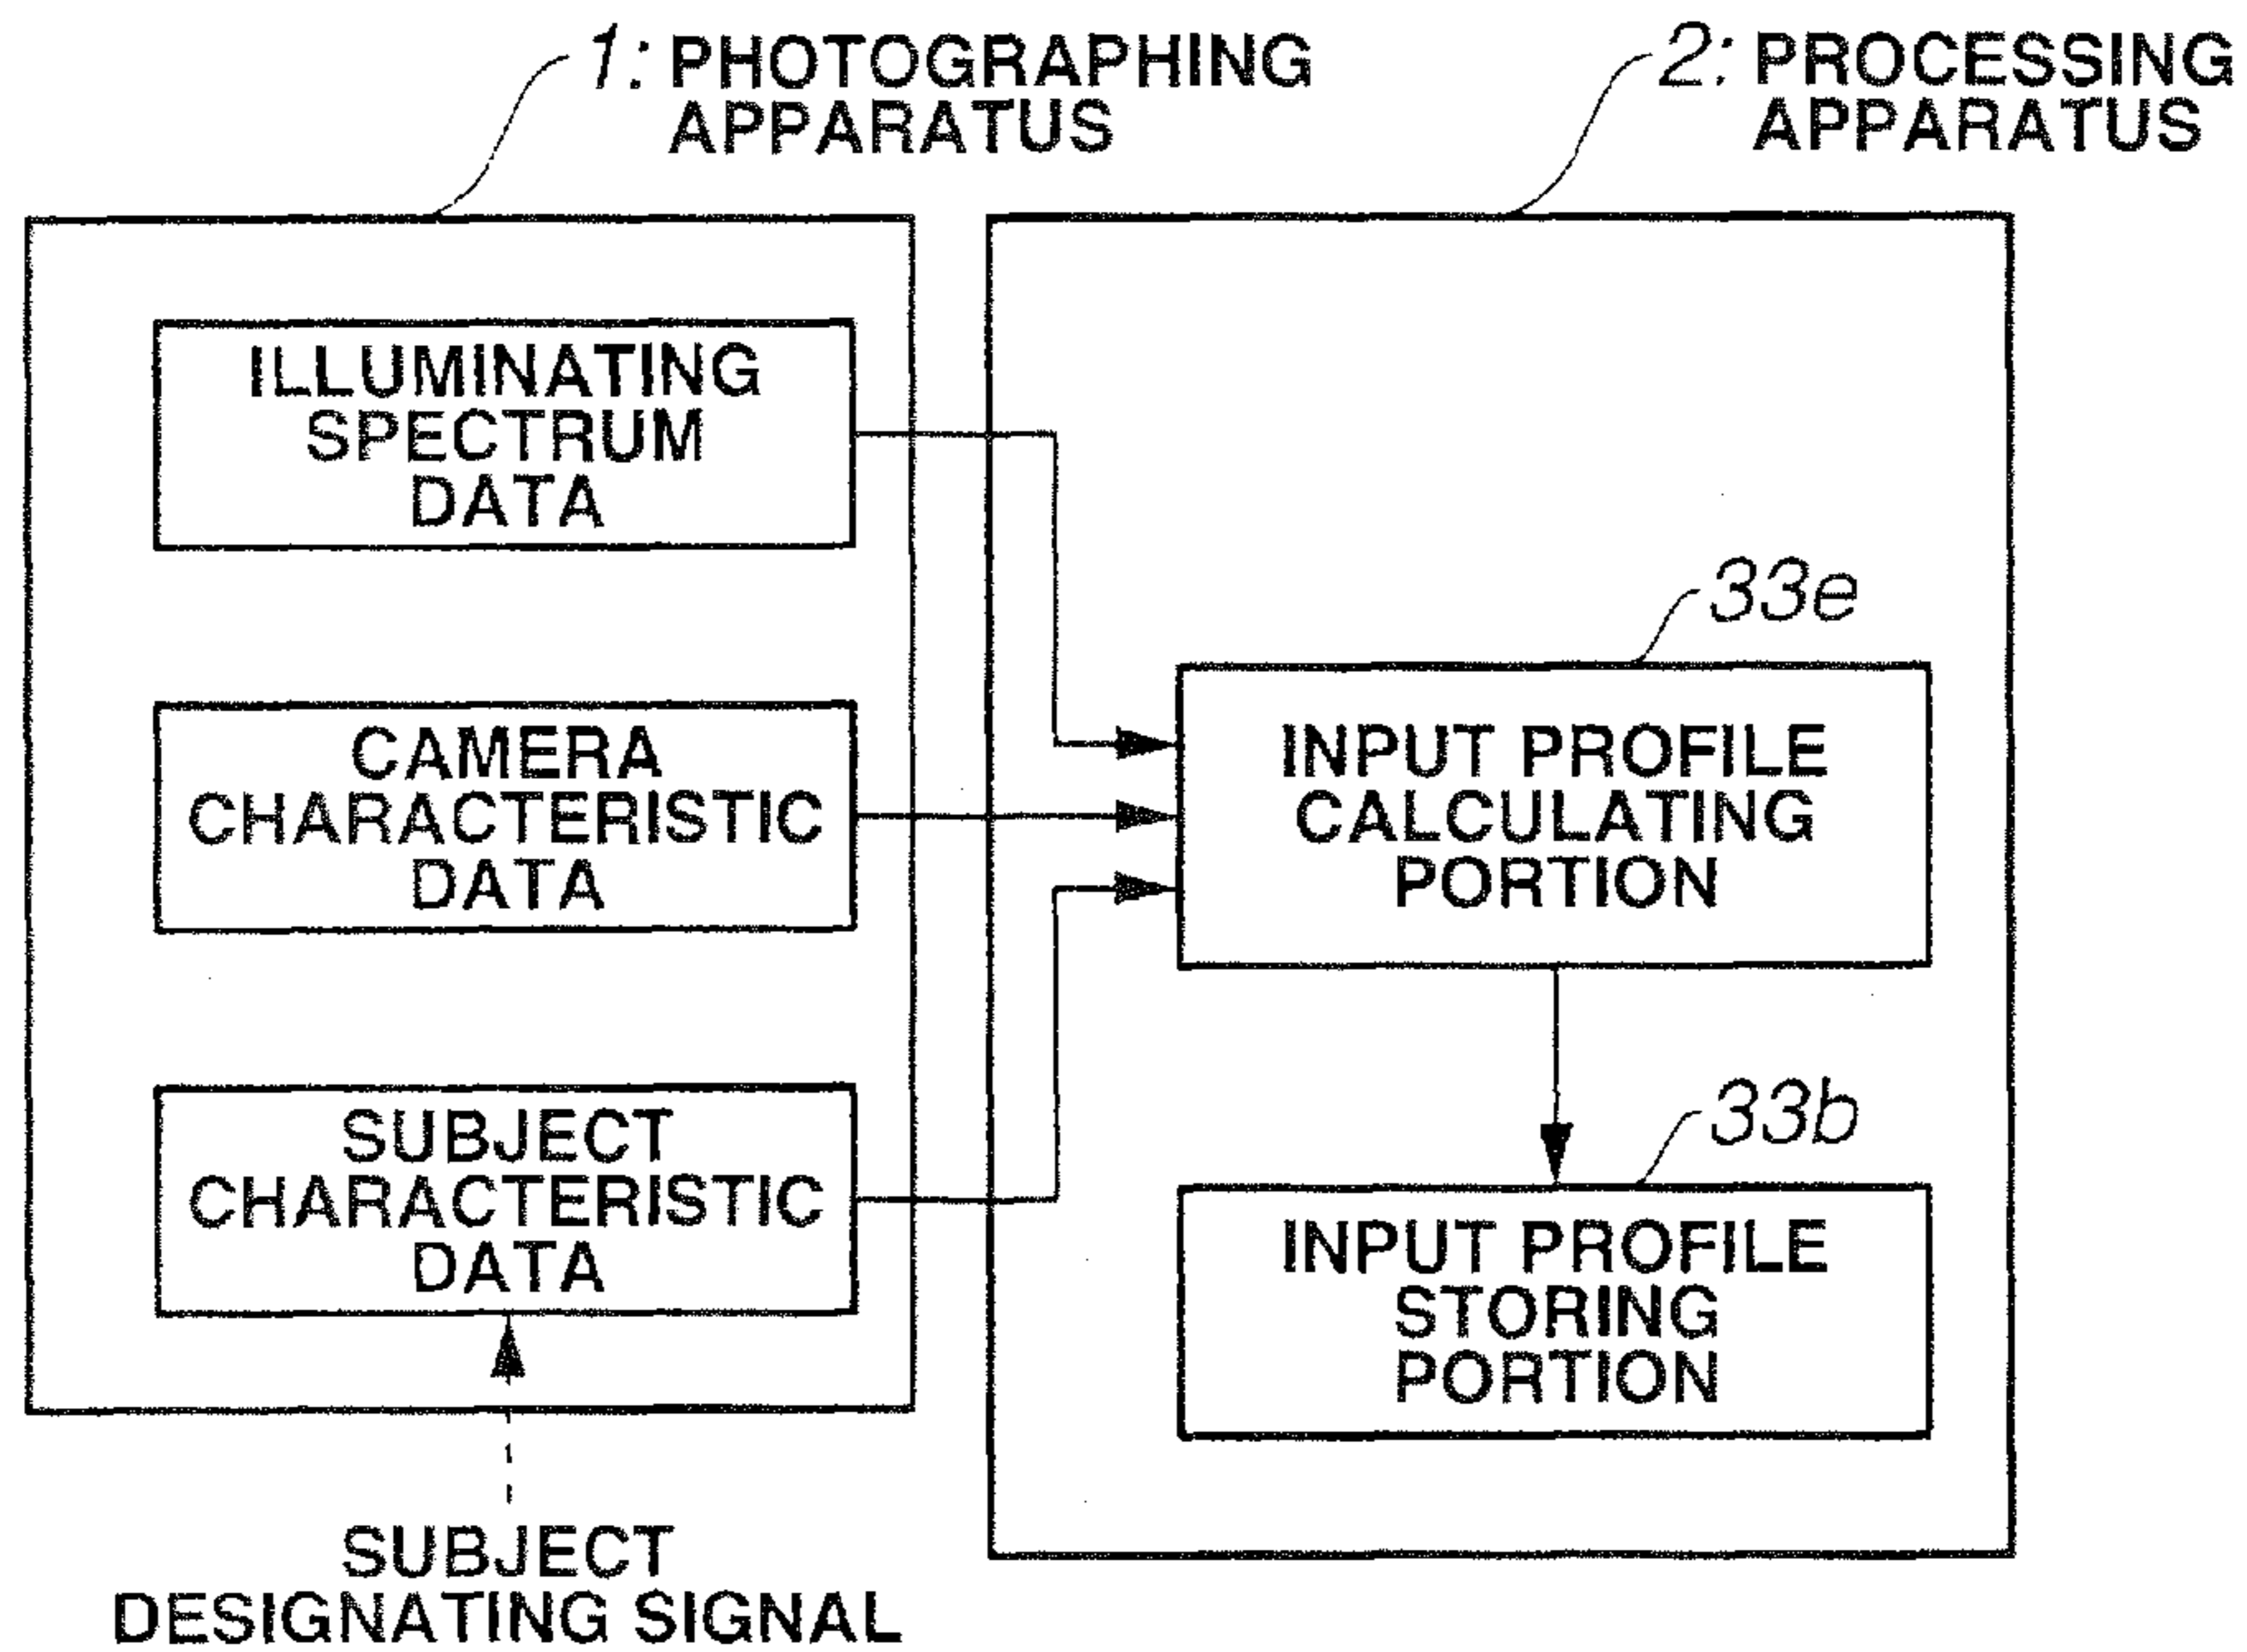 1: PHOTOGRAPHING
APPARATUS
2: PROCESSING
APPARATUS
ILLUMINATING
SPECTRUM
DATA
CAMERA
CHARACTERISTIC
DATA
SUBJECT
CHARACTERISTIC
DATA
SUBJECT
DESIGNATING SIGNAL
33e
INPUT PROFILE
CALCULATING
PORTION
33b
INPUT PROFILE
STORING
PORTION